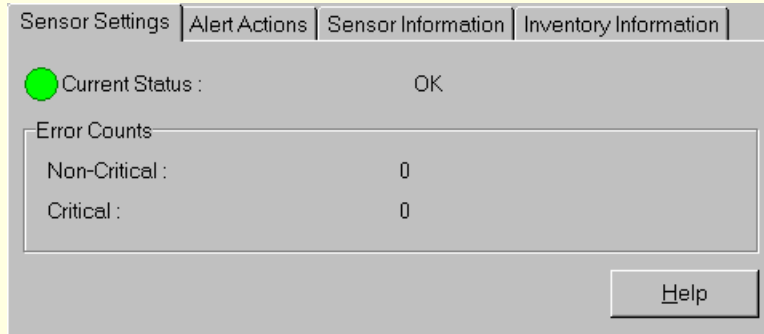 Sensor Settings Alert Actions Sensor Information Inventory Information
Current Status : OK
Error Counts
Non-Critical : 0
Critical : 0
Help